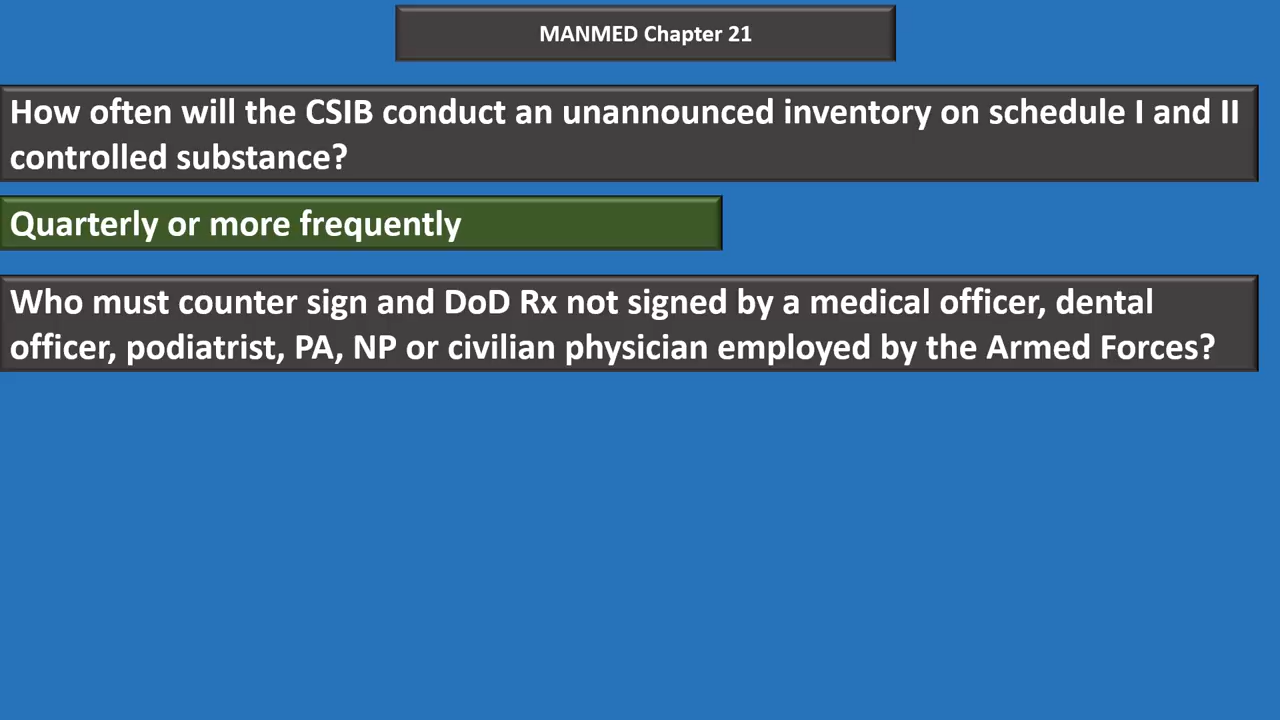 MANMED Chapter 21
How often will the CSIB conduct an unannounced inventory on schedule I and II
controlled substance?
Quarterly or more frequently
Who must counter sign and DoD Rx not signed by a medical officer, dental
officer, podiatrist, PA, NP or civilian physician employed by the Armed Forces?